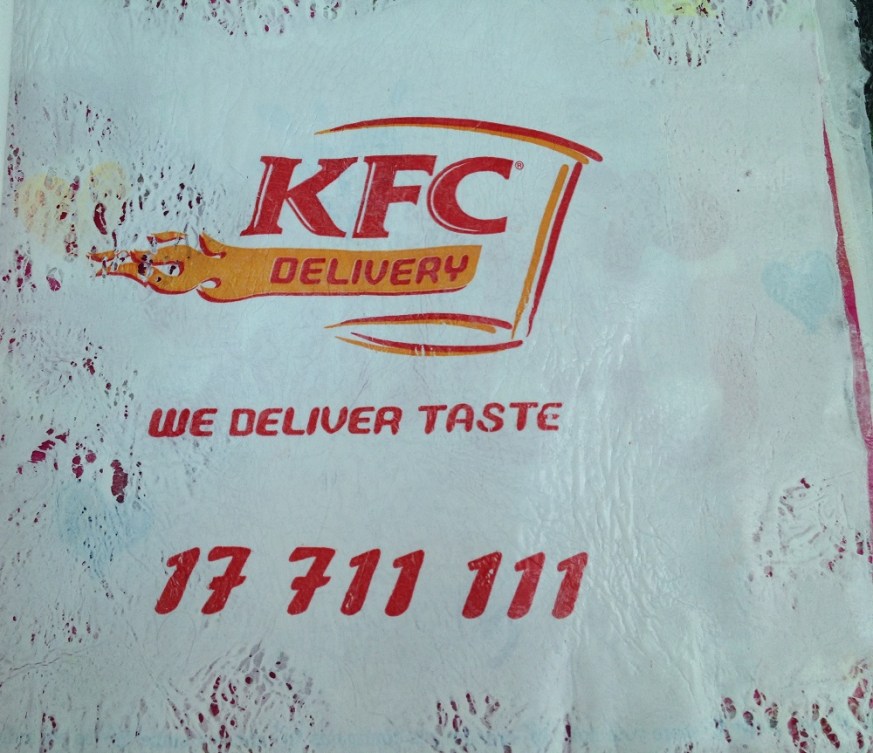 KFC®
DELIVERY
WE DELIVER TASTE
17 711 111